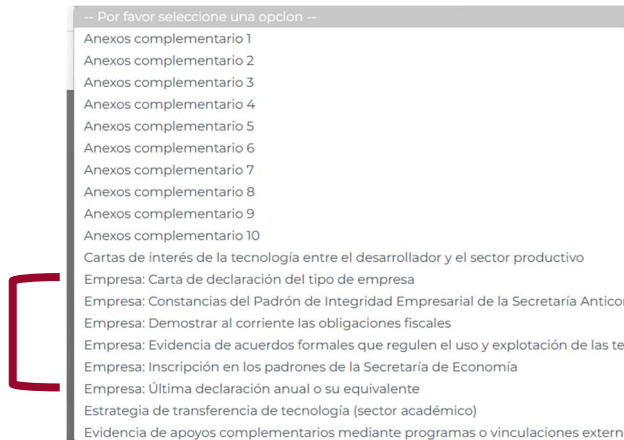 -- Por favor seleccione una opcion --
Anexos complementario 1
Anexos complementario 2
Anexos complementario 3
Anexos complementario 4
Anexos complementario 5
Anexos complementario 6
Anexos complementario 7
Anexos complementario 8
Anexos complementario 9
Anexos complementario 10
Cartas de interés de la tecnología entre el desarrollador y el sector productivo
Empresa: Carta de declaración del tipo de empresa
Empresa: Constancias del Padrón de Integridad Empresarial de la Secretaría Anticor
Empresa: Demostrar al corriente las obligaciones fiscales
Empresa: Evidencia de acuerdos formales que regulen el uso y explotación de las te
Empresa: Inscripción en los padrones de la Secretaría de Economía
Empresa: Última declaración anual o su equivalente
Estrategia de transferencia de tecnología (sector académico)
Evidencia de apoyos complementarios mediante programas o vinculaciones extern